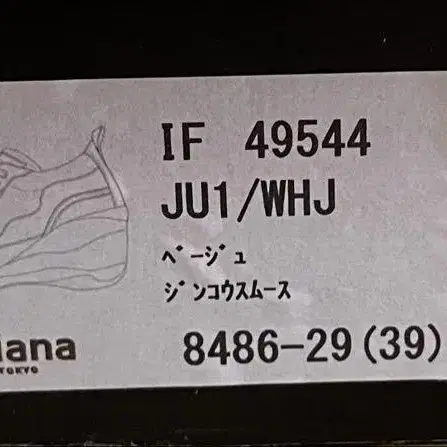 IF 49544
JU1/WHJ
ﾍﾞｰｼﾞｭ
ｼﾞﾝｺｳｽﾑｰｽ
iana
TOKYO
8486-29(39)